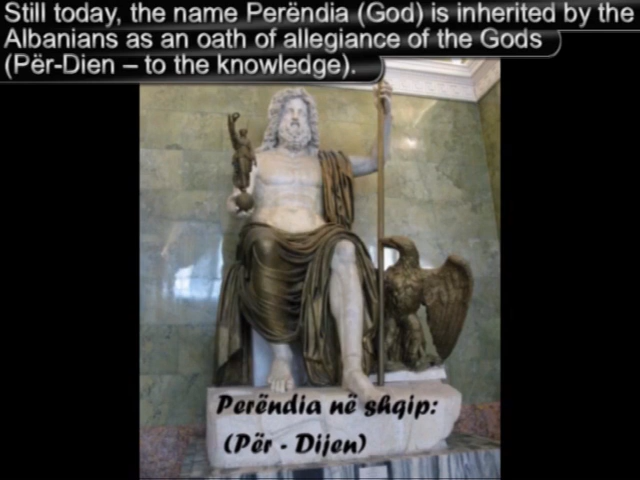 Still today, the name Perëndia (God) is inherited by the
Albanians as an oath of allegiance of the Gods
(Për-Dien – to the knowledge).
Perëndia në shqip:
(Për - Dijen)